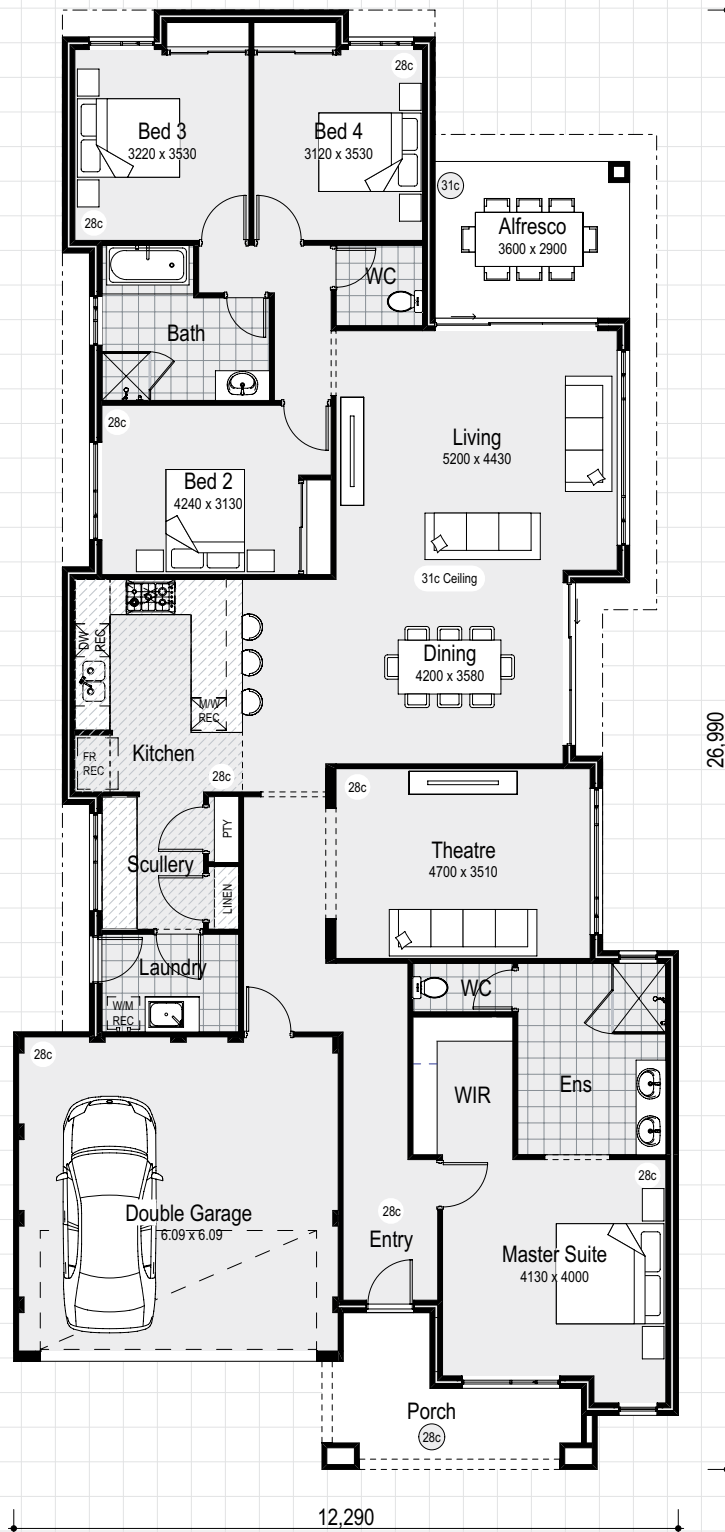 28c
Bed 3
3220 x 3530
28c
Bed 4
3120 x 3530
31c
Alfresco
3600 x 2900
WC
Bath
28c
Living
5200 x 4430
Bed 2
4240 x 3130
31c Ceiling
DW
REC
Dining
4200 x 3580
M/W
REC
26,990
Kitchen
FR
REC
28c
28c
PTY
Theatre
4700 x 3510
Scullery
LINEN
Laundry
WC
W/M
REC
28c
Ens
WIR
28c
28c
Double Garage
6.09 x 6.09
Entry
Master Suite
4130 x 4000
Porch
28c
12,290